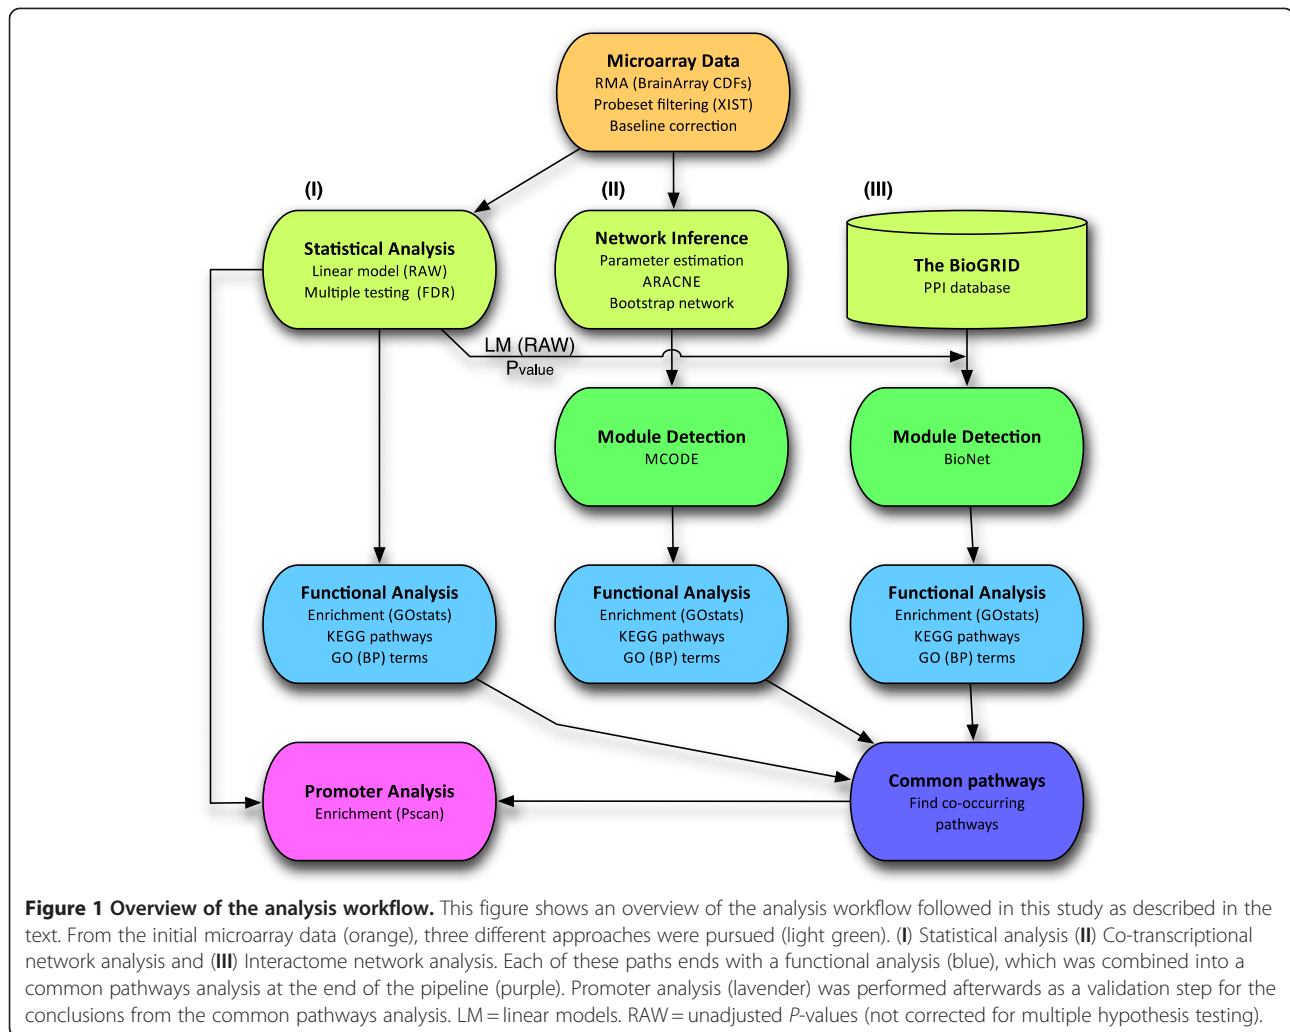 Microarray Data
RMA (BrainArray CDFs)
Probeset filtering (XIST)
Baseline correction
(I)
(II)
(III)
Statistical Analysis
Linear model (RAW)
Multiple testing (FDR)
Network Inference
Parameter estimation
ARACNE
Bootstrap network
The BioGRID
PPI database
LM (RAW)
Pvalue
Module Detection
MCODE
Module Detection
BioNet
Functional Analysis
Enrichment (GOstats)
KEGG pathways
GO (BP) terms
Functional Analysis
Enrichment (GOstats)
KEGG pathways
GO (BP) terms
Functional Analysis
Enrichment (GOstats)
KEGG pathways
GO (BP) terms
Promoter Analysis
Enrichment (Pscan)
Common pathways
Find co-occurring
pathways
Figure 1 Overview of the analysis workflow. This figure shows an overview of the analysis workflow followed in this study as described in the
text. From the initial microarray data (orange), three different approaches were pursued (light green). (I) Statistical analysis (II) Co-transcriptional
network analysis and (III) Interactome network analysis. Each of these paths ends with a functional analysis (blue), which was combined into a
common pathways analysis at the end of the pipeline (purple). Promoter analysis (lavender) was performed afterwards as a validation step for the
conclusions from the common pathways analysis. LM = linear models. RAW = unadjusted P-values (not corrected for multiple hypothesis testing).